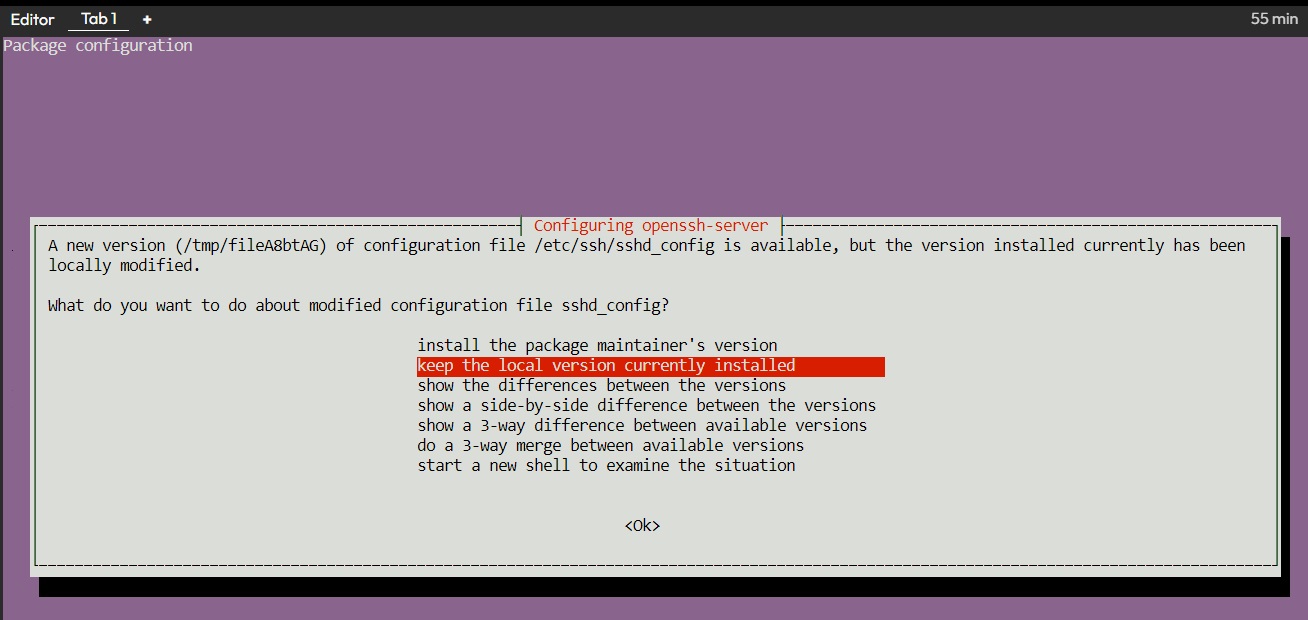 Editor Tab 1 + 55 min
Package configuration
Configuring openssh-server
A new version (/tmp/fileA8btAG) of configuration file /etc/ssh/sshd_config is available, but the version installed currently has been
locally modified.
What do you want to do about modified configuration file sshd_config?
install the package maintainer's version
keep the local version currently installed
show the differences between the versions
show a side-by-side difference between the versions
show a 3-way difference between available versions
do a 3-way merge between available versions
start a new shell to examine the situation
<Ok>